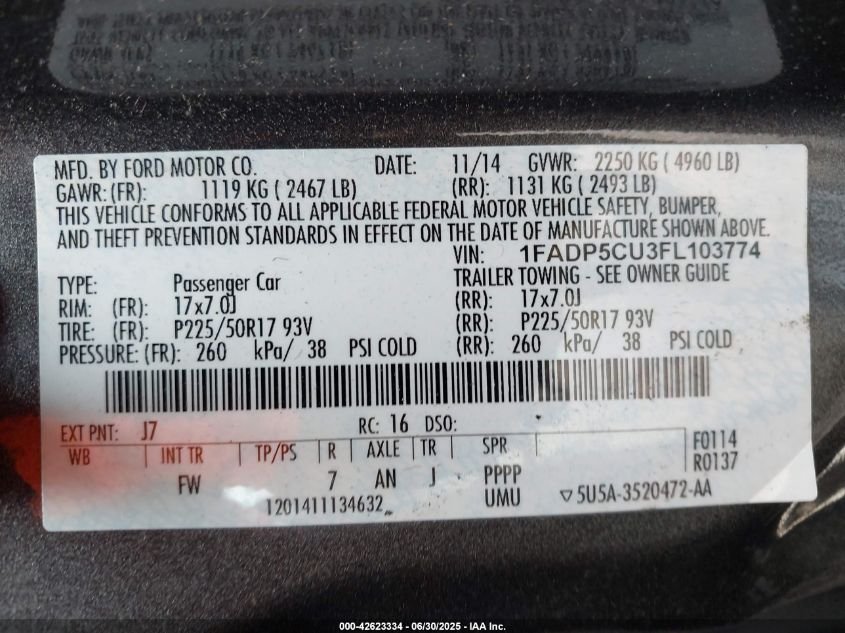 MFD. BY FORD MOTOR CO. DATE: 11/14 GVWR: 2250 KG ( 4960 LB)
GAWR: (FR): 1119 KG ( 2467 LB) (RR): 1131 KG ( 2493 LB)
THIS VEHICLE CONFORMS TO ALL APPLICABLE FEDERAL MOTOR VEHICLE SAFETY, BUMPER,
AND THEFT PREVENTION STANDARDS IN EFFECT ON THE DATE OF MANUFACTURE SHOWN ABOVE.
VIN: 1FADP5CU3FL103774
TYPE: Passenger Car TRAILER TOWING - SEE OWNER GUIDE
RIM: (FR): 17x7.0J (RR): 17x7.0J
TIRE: (FR): P225/50R17 93V (RR): P225/50R17 93V
PRESSURE: (FR): 260 kPa/ 38 PSI COLD (RR): 260 kPa/ 38 PSI COLD
EXT PNT: J7 RC: 16 DSO:
WB INT TR TP/PS R AXLE TR SPR F0114
R0137
FW 7 AN J PPPP
1201411134632 UMU ▽ 5U5A-3520472-AA
000-42623334 - 06/30/2025 - IAA Inc.